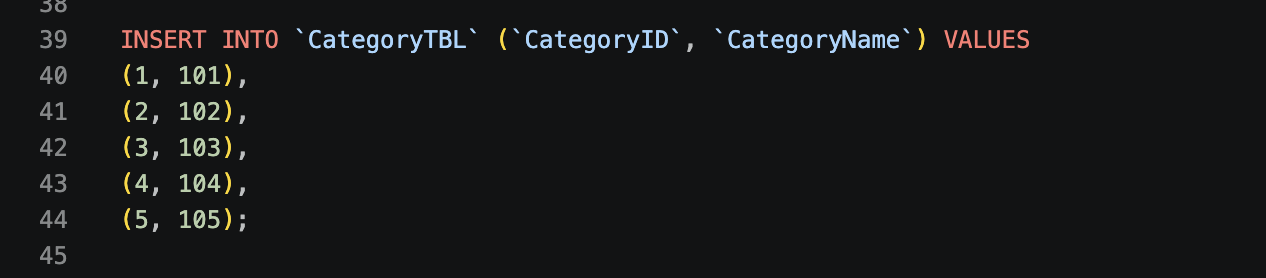 38
39 INSERT INTO `CategoryTBL` (`CategoryID`, `CategoryName`) VALUES
40 (1, 101),
41 (2, 102),
42 (3, 103),
43 (4, 104),
44 (5, 105);
45